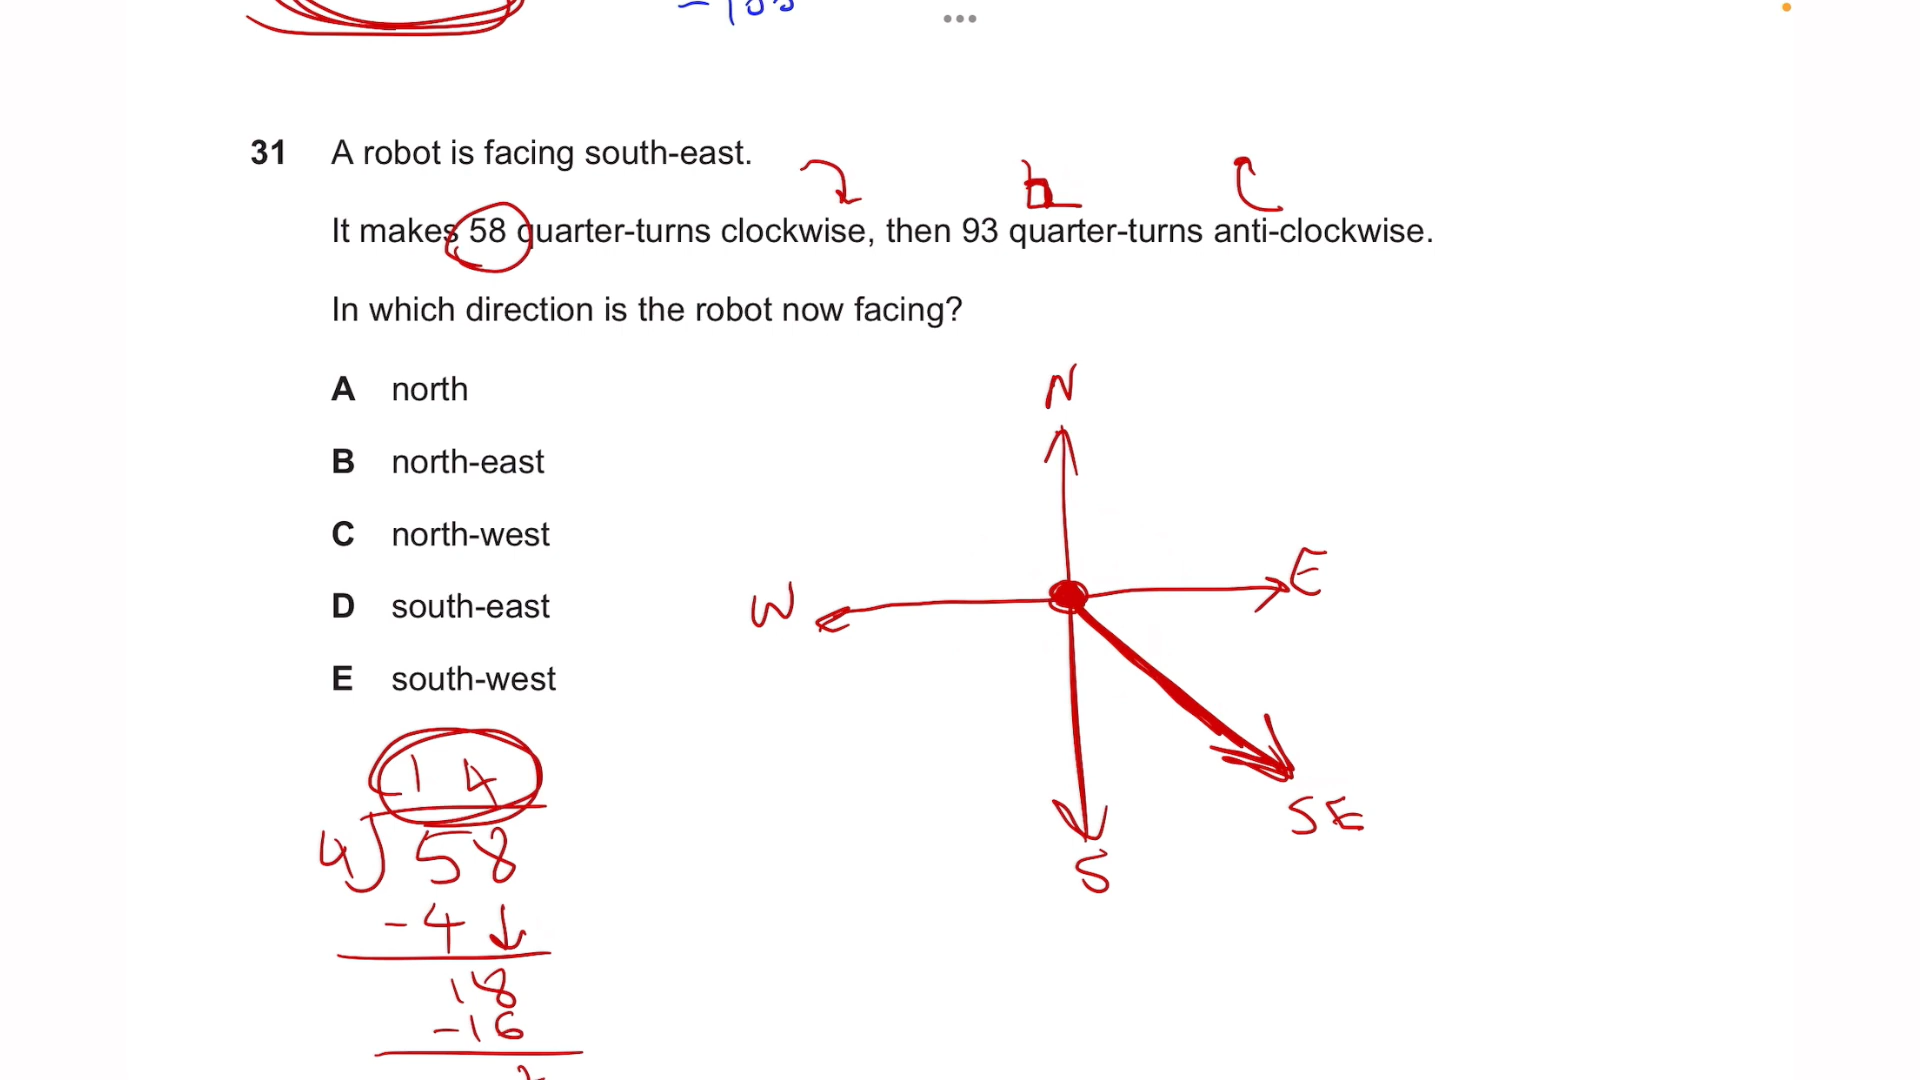 31 A robot is facing south-east.
It makes 58 quarter-turns clockwise, then 93 quarter-turns anti-clockwise.
In which direction is the robot now facing?
A north
B north-east
C north-west
D south-east
E south-west
N
E
W
SE
S
14
4 58
- 4
18
- 16